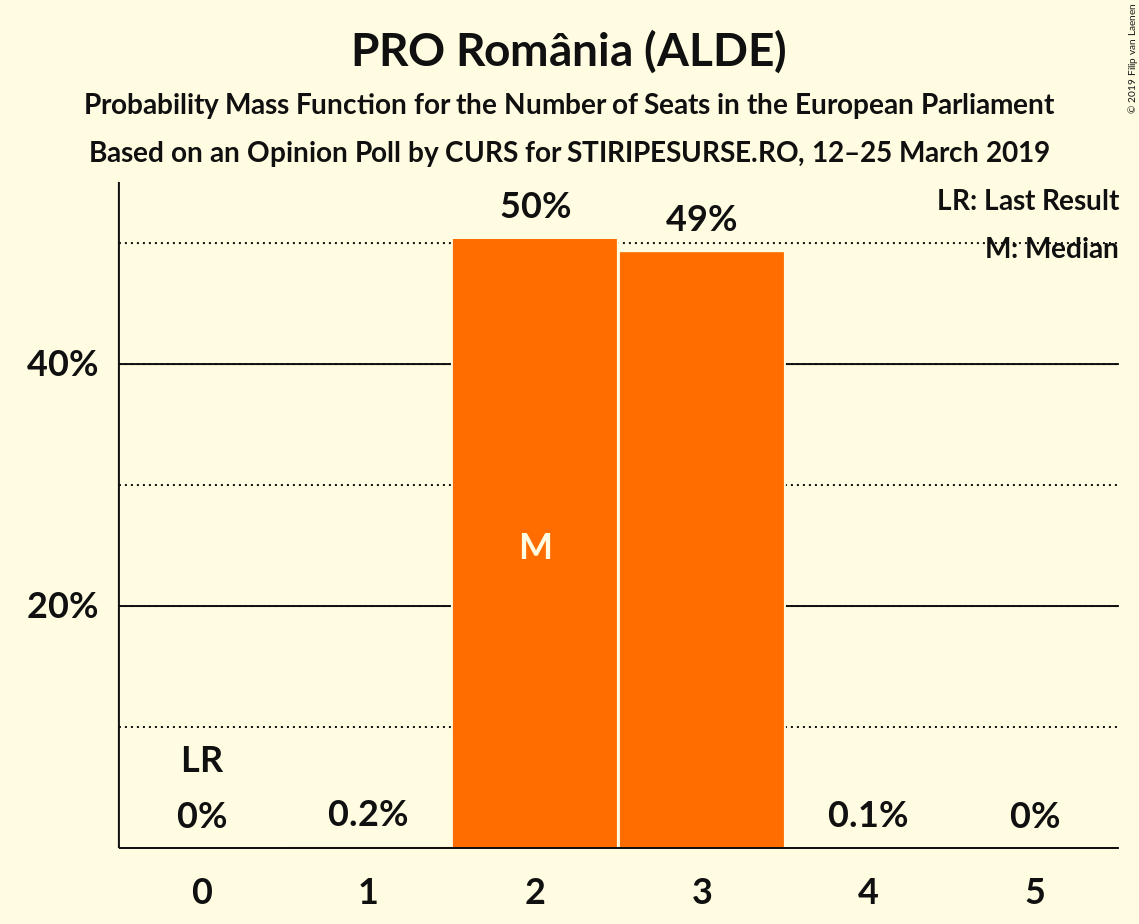 PRO România (ALDE)
Probability Mass Function for the Number of Seats in the European Parliament
Based on an Opinion Poll by CURS for STIRIPESURSE.RO, 12–25 March 2019
© 2019 Filip van Laenen
LR: Last Result
M: Median
50%
49%
40%
M
20%
LR
0%
0.2%
0.1%
0%
0
1
2
3
4
5